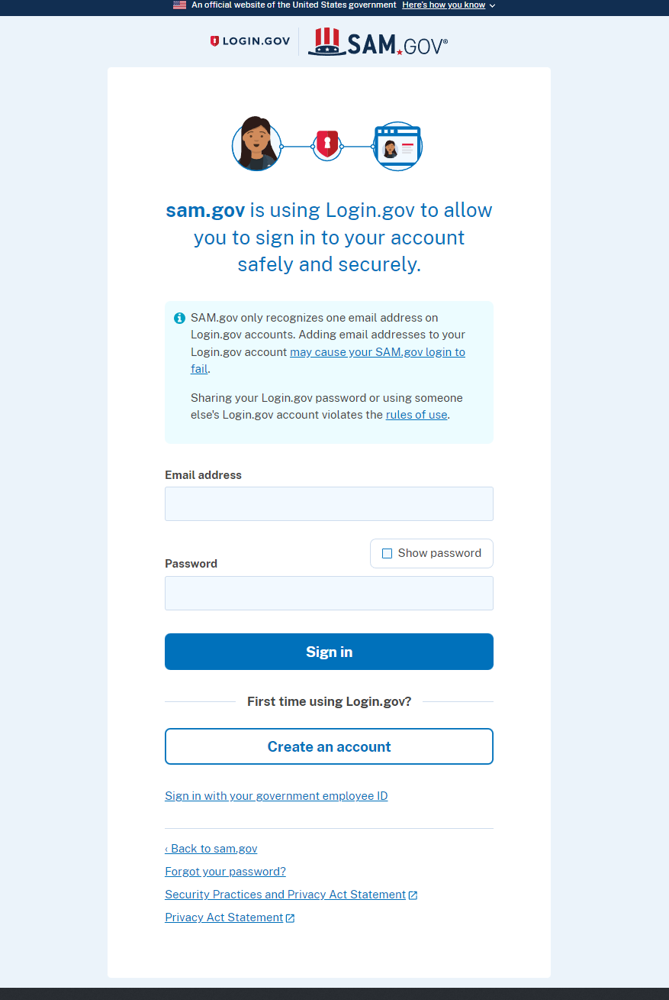 An official website of the United States government Here's how you know
LOGIN.GOV
SAM.GOV®
sam.gov is using Login.gov to allow
you to sign in to your account
safely and securely.
SAM.gov only recognizes one email address on
Login.gov accounts. Adding email addresses to your
Login.gov account may cause your SAM.gov login to
fail.
Sharing your Login.gov password or using someone
else's Login.gov account violates the rules of use.
Email address
Show password
Password
Sign in
First time using Login.gov?
Create an account
Sign in with your government employee ID
‹ Back to sam.gov
Forgot your password?
Security Practices and Privacy Act Statement
Privacy Act Statement